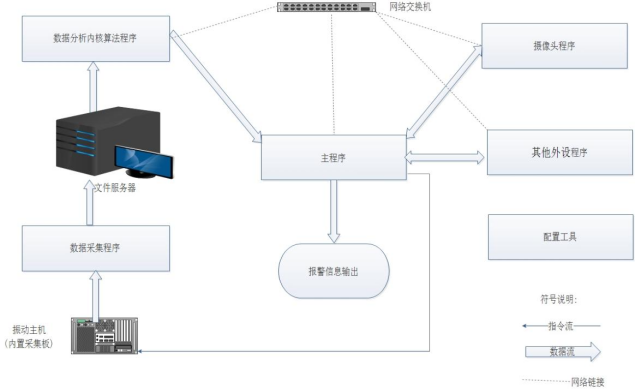 网络交换机
数据分析内核算法程序
摄像头程序
主程序
其他外设程序
文件服务器
数据采集程序
配置工具
报警信息输出
振动主机
(内置采集板)
符号说明:
指令流
数据流
网络链接